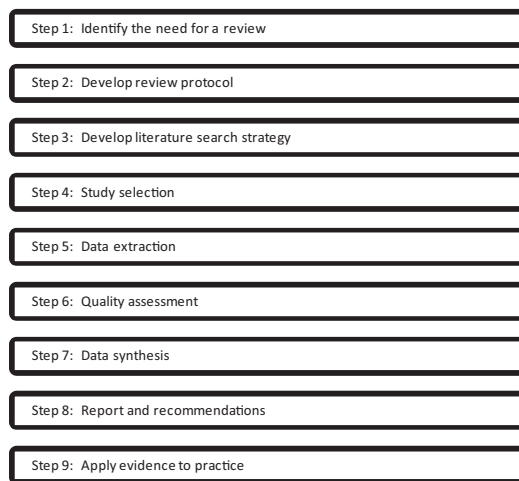 Step 1: Identify the need for a review
Step 2: Develop review protocol
Step 3: Develop literature search strategy
Step 4: Study selection
Step 5: Data extraction
Step 6: Quality assessment
Step 7: Data synthesis
Step 8: Report and recommendations
Step 9: Apply evidence to practice